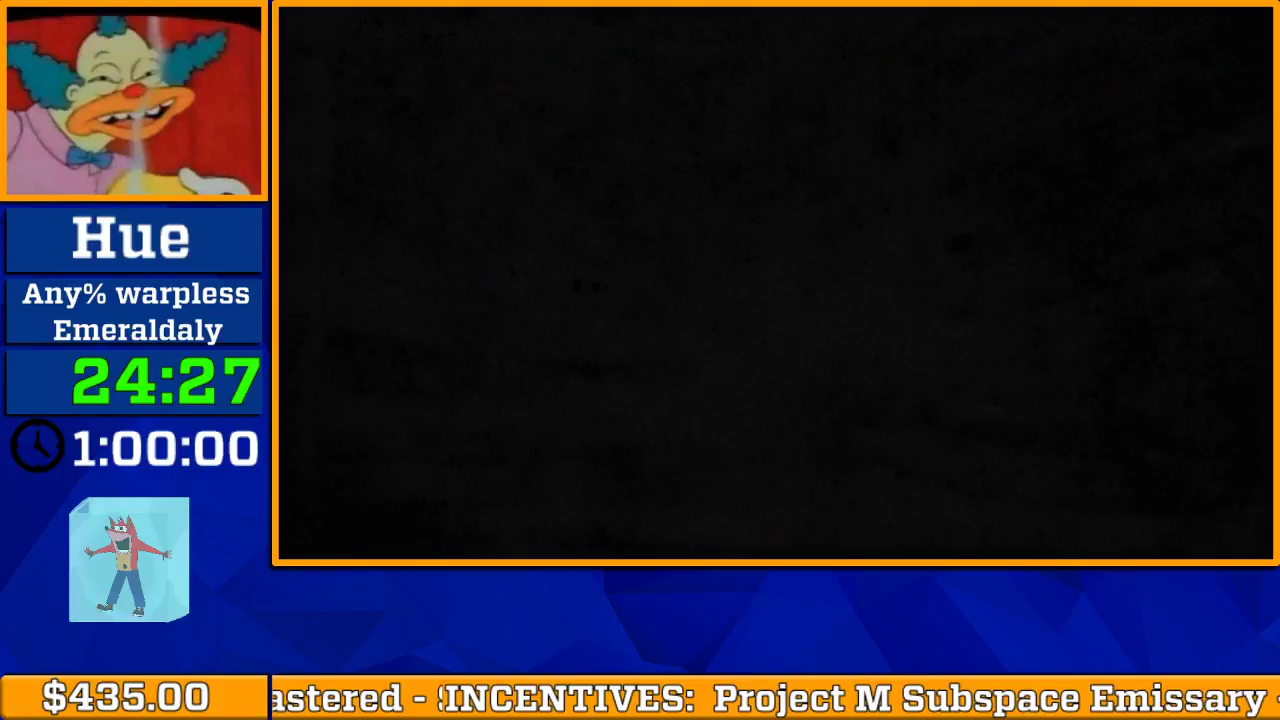 Hue
Any% warpless
Emeraldaly
24:27
1:00:00
$435.00
astered - INCENTIVES: Project M Subspace Emissary